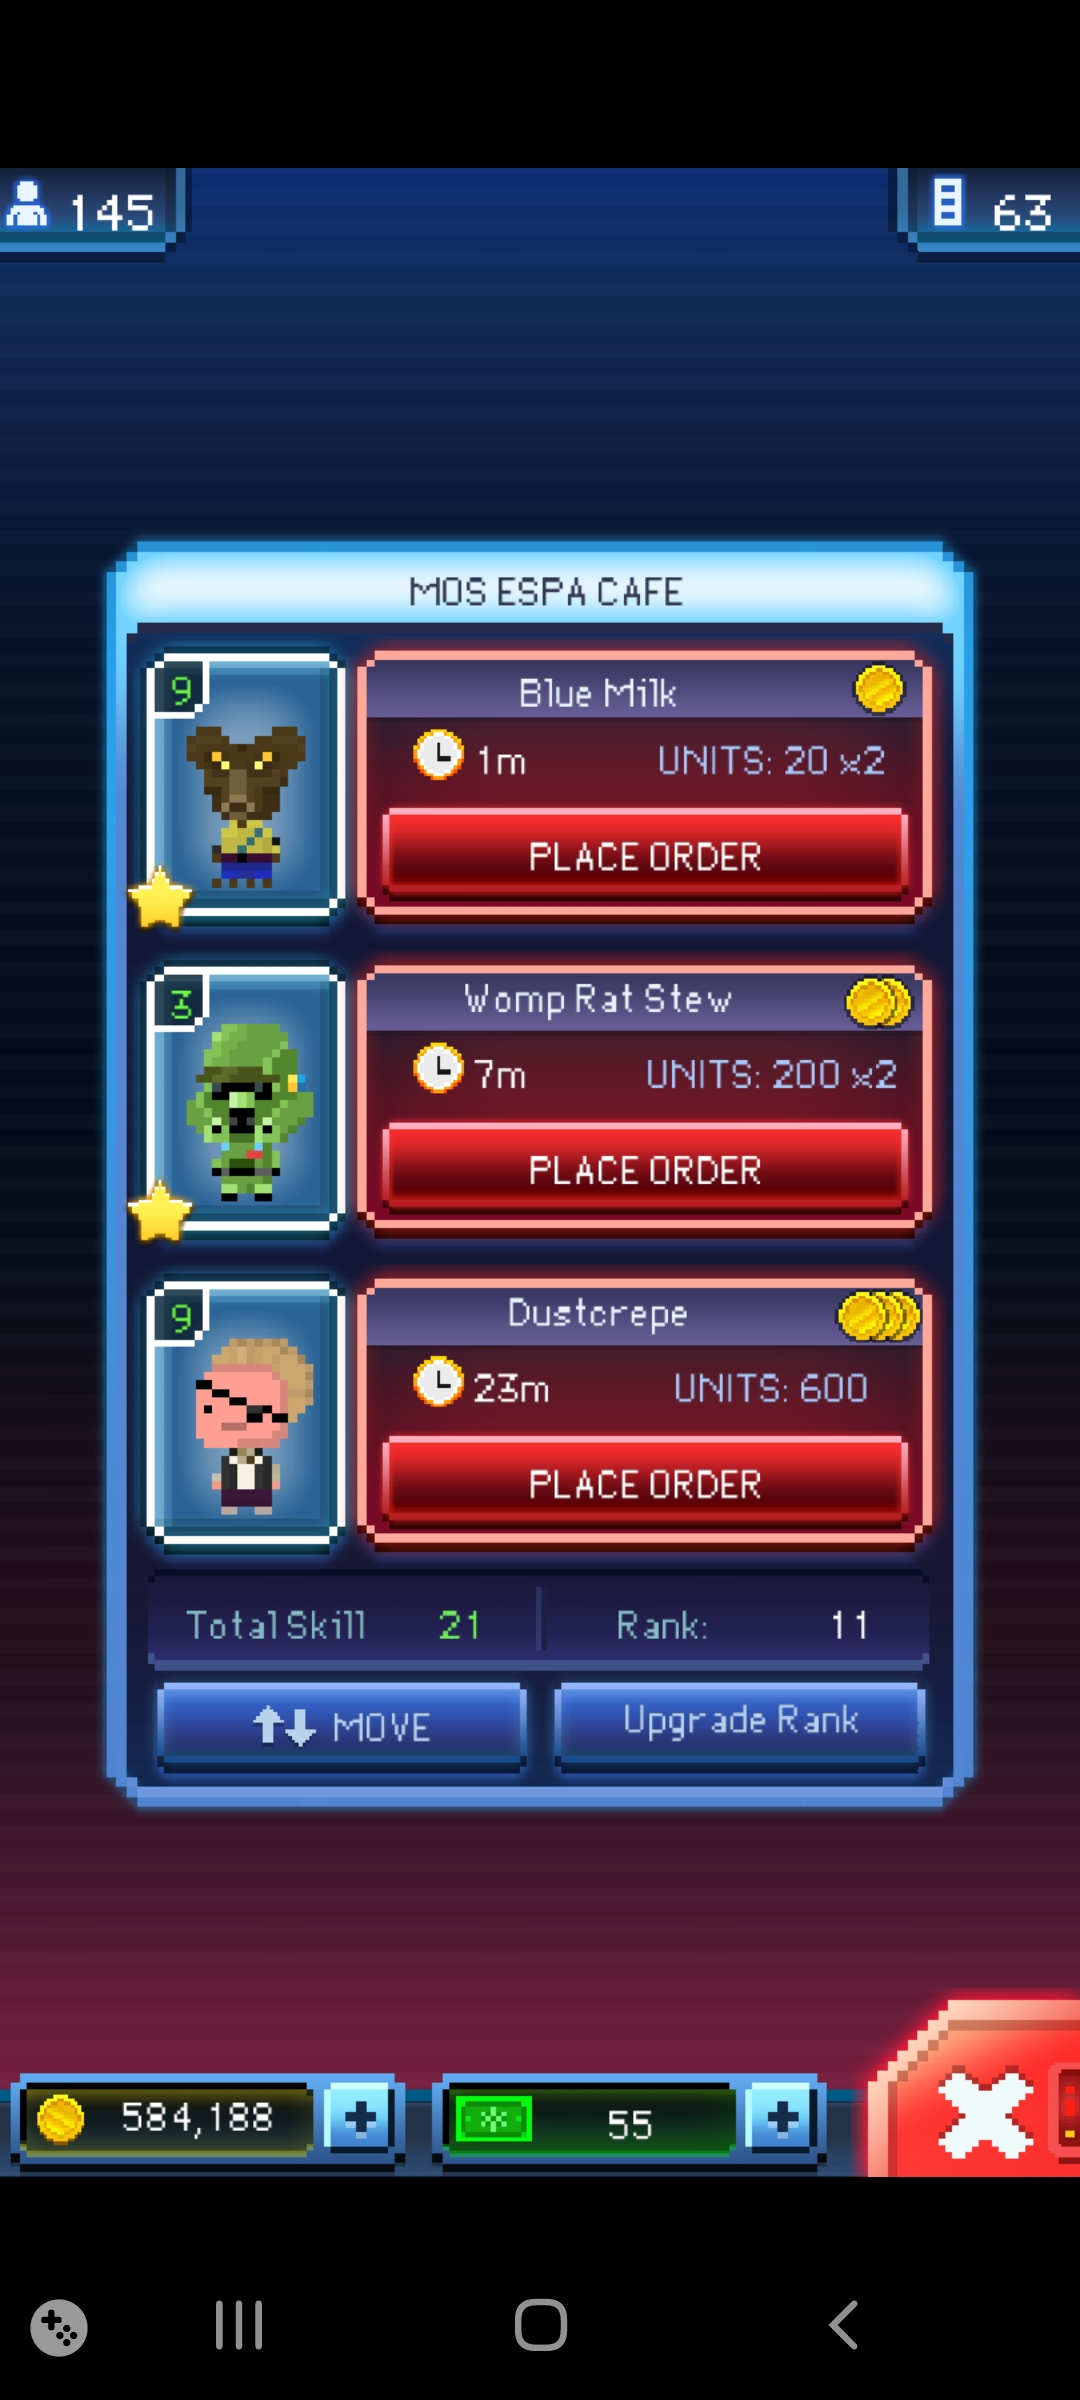 145
63
MOS ESPA CAFE
9
Blue Milk
1m UNITS: 20 x2
PLACE ORDER
3
Womp Rat Stew
7m UNITS: 200 x2
PLACE ORDER
9
Dustcrepe
23m UNITS: 600
PLACE ORDER
Total Skill 21 Rank: 11
MOVE Upgrade Rank
584,188 + 55 +